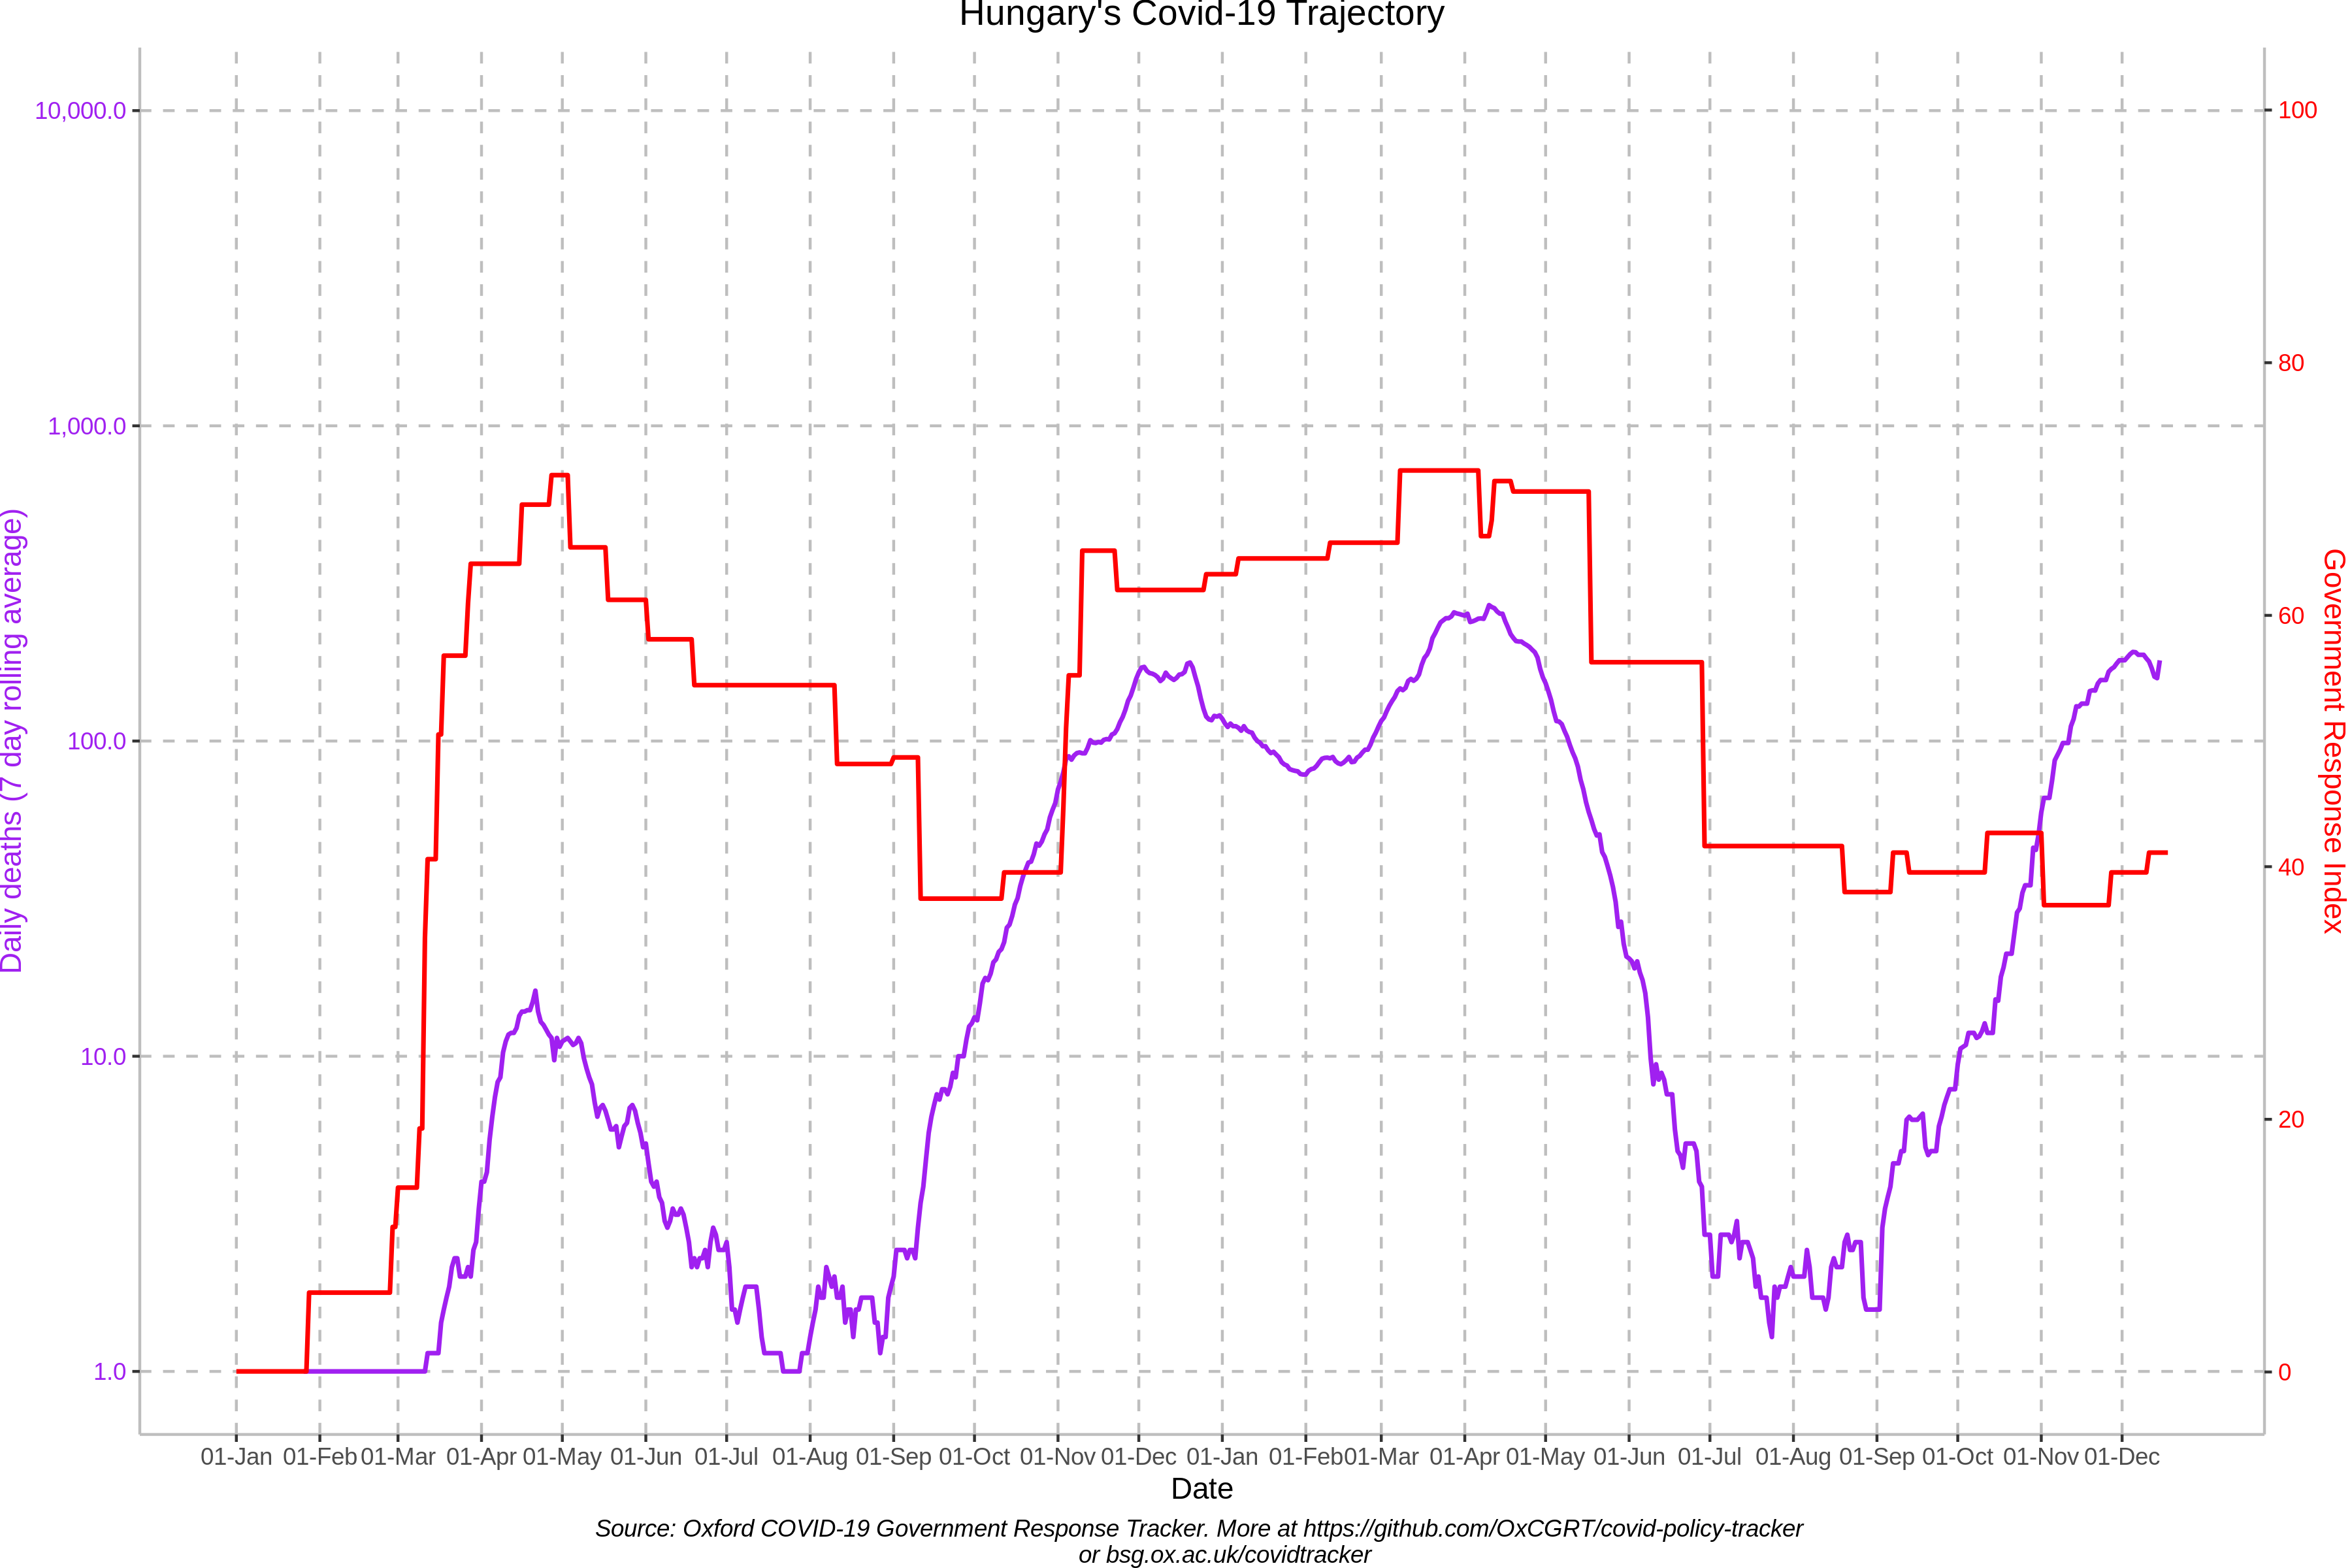 Hungary's Covid-19 Trajectory
10,000.0
1,000.0
100.0
10.0
1.0
Daily deaths (7 day rolling average)
100
80
60
40
20
0
Government Response Index
01-Jan 01-Feb 01-Mar 01-Apr 01-May 01-Jun 01-Jul 01-Aug 01-Sep 01-Oct 01-Nov 01-Dec 01-Jan 01-Feb 01-Mar 01-Apr 01-May 01-Jun 01-Jul 01-Aug 01-Sep 01-Oct 01-Nov 01-Dec
Date
Source: Oxford COVID-19 Government Response Tracker. More at https://github.com/OxCGRT/covid-policy-tracker
or bsg.ox.ac.uk/covidtracker